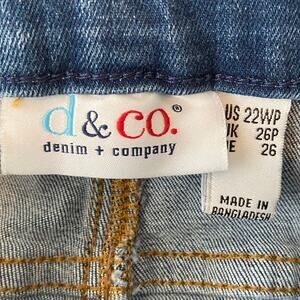 d & co.®
denim + company
US 22WP
UK 26P
26
MADE IN
BANGLADESH